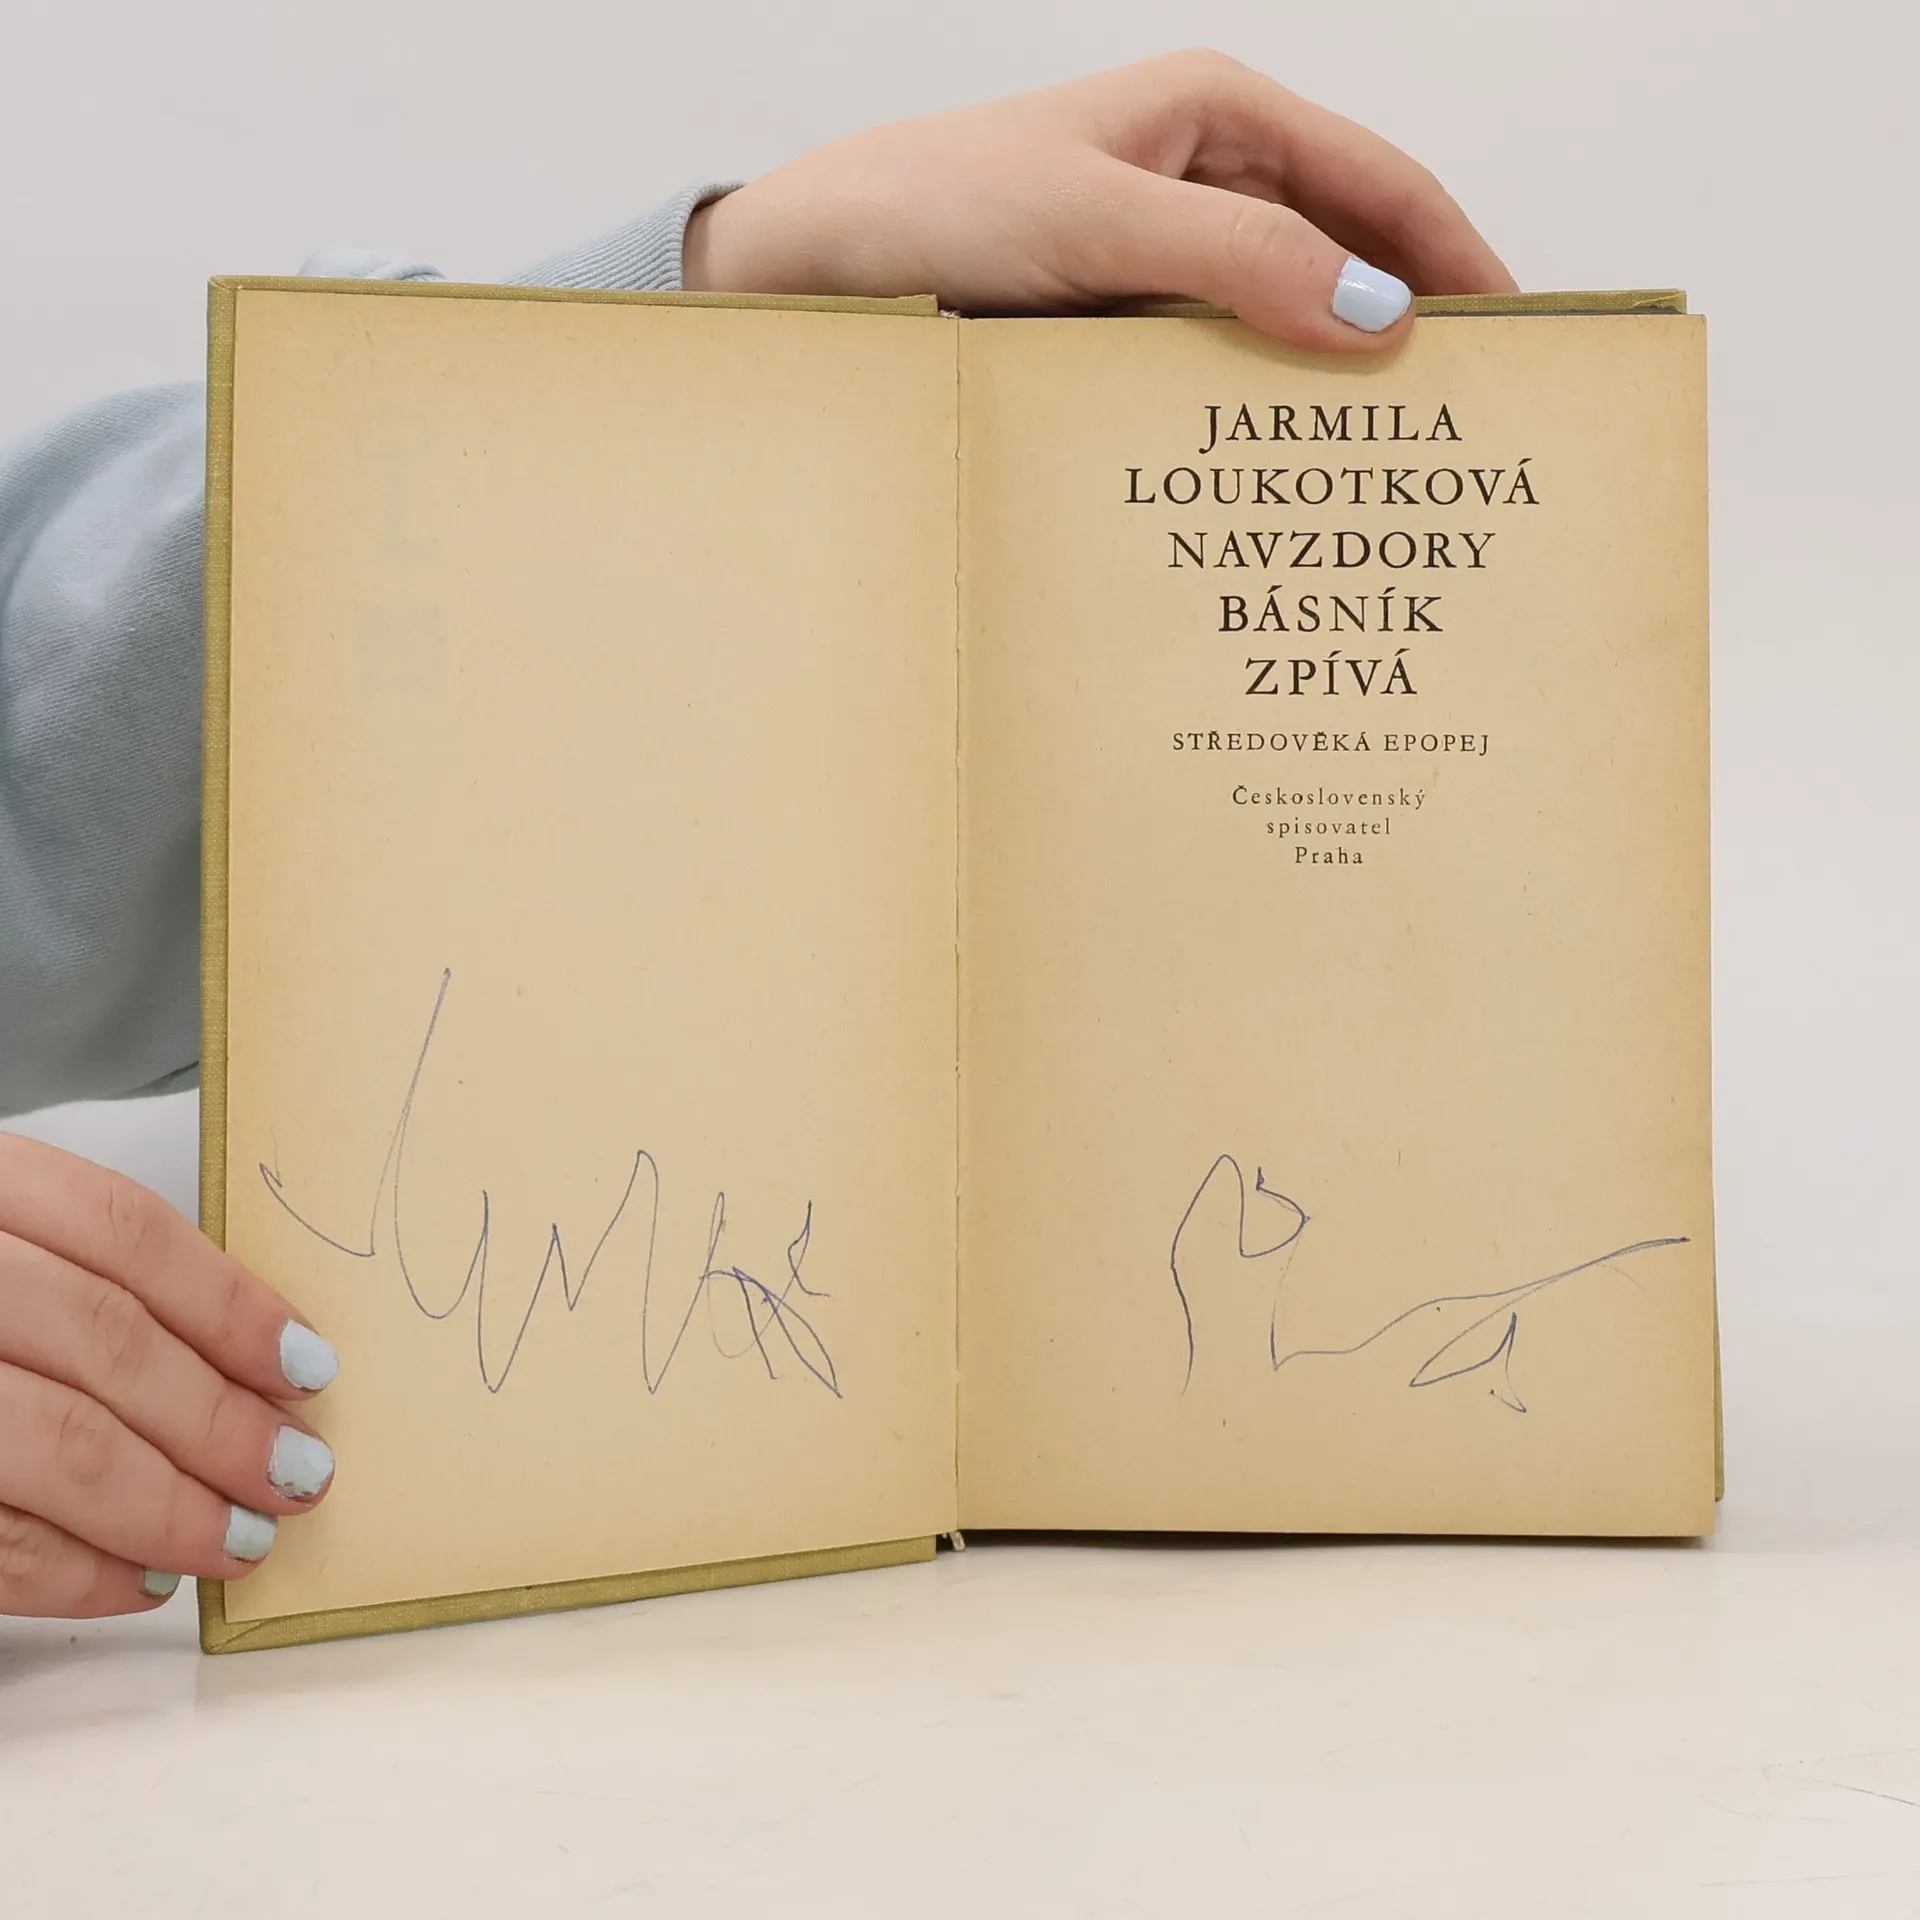 JARMILA
LOUKOTKOVÁ
NAVZDORY
BÁSNÍK
ZPÍVÁ
STŘEDOVĚKÁ EPOPEJ
Československý
spisovatel
Praha